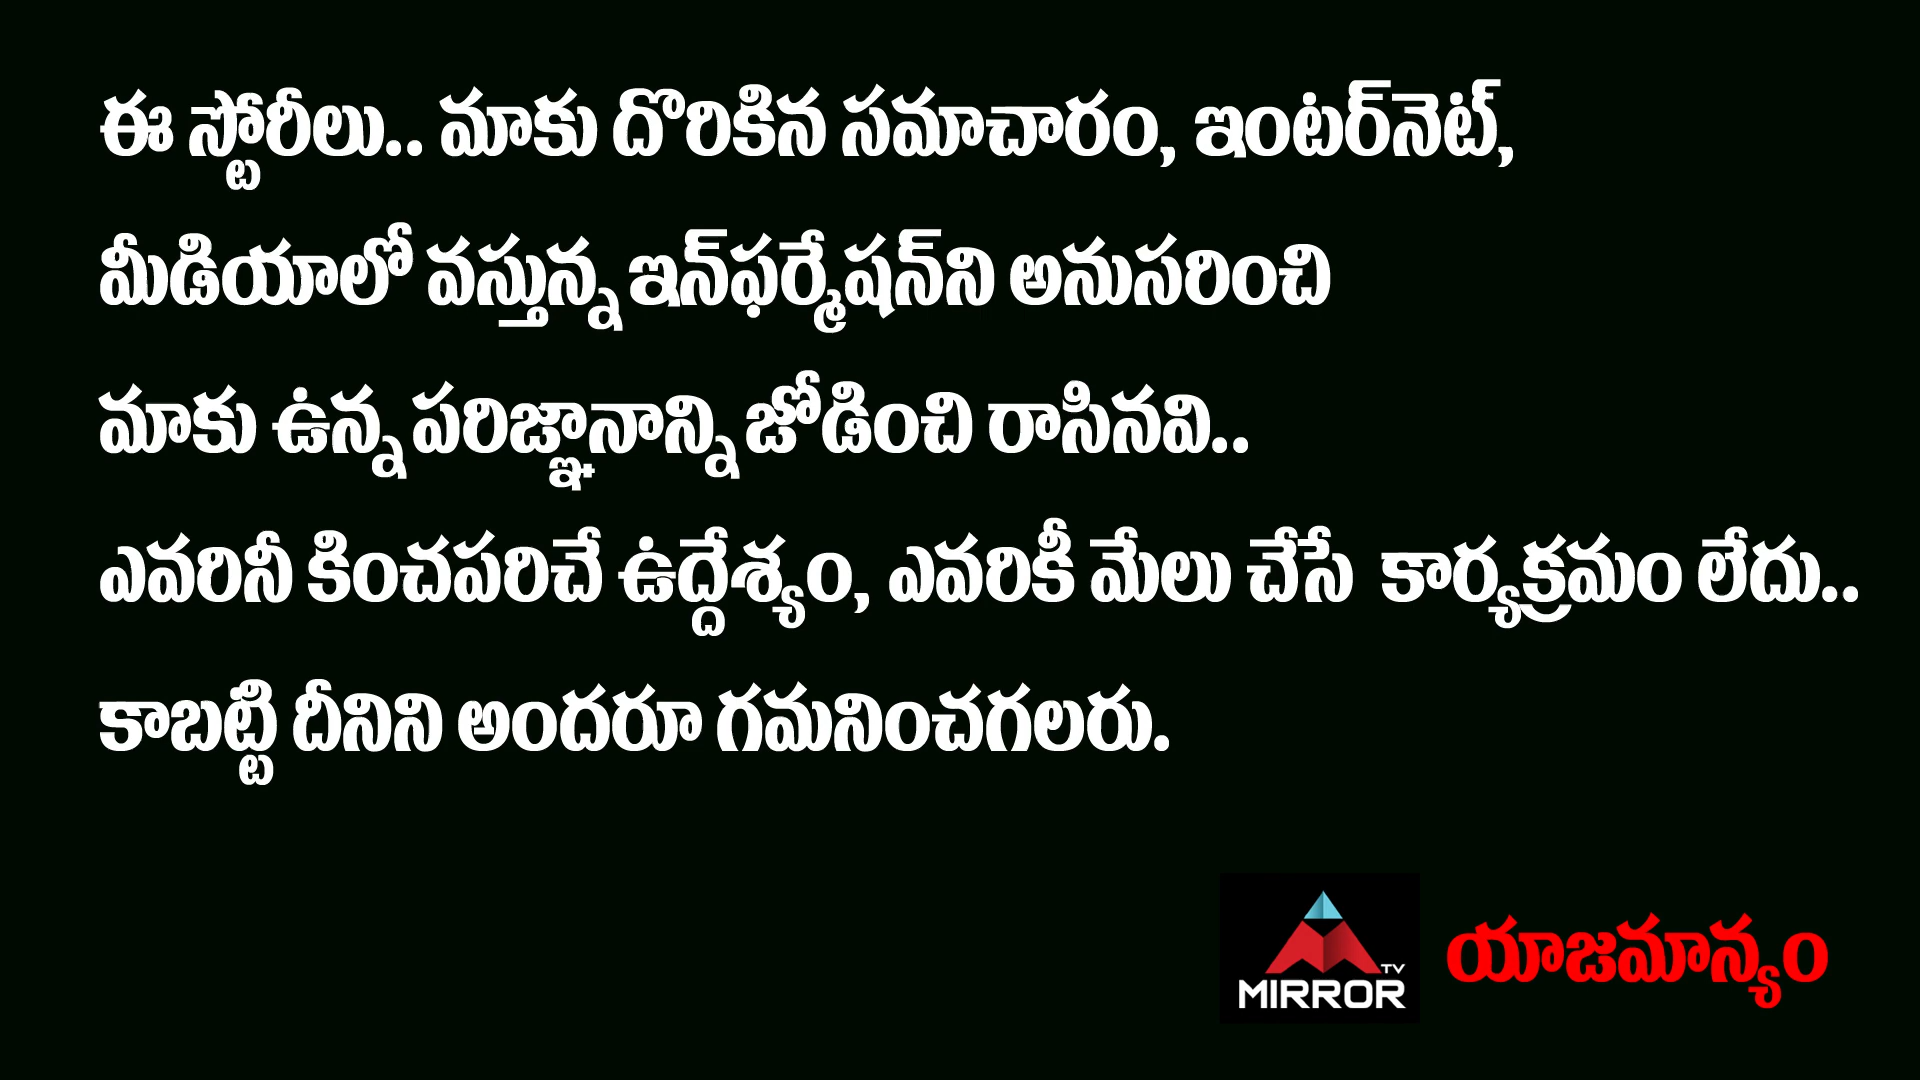 ఈ స్టోరీలు.. మాకు దొరికిన సమాచారం, ఇంటర్‌నెట్,
మీడియాలో వస్తున్న ఇన్‌ఫర్మేషన్‌ని అనుసరించి
మాకు ఉన్న పరిజ్ఞానాన్ని జోడించి రాసినవి..
ఎవరినీ కించపరిచే ఉద్దేశ్యం, ఎవరికీ మేలు చేసే కార్యక్రమం లేదు..
కాబట్టి దీనిని అందరూ గమనించగలరు.
TV
MIRROR
యాజమాన్యం